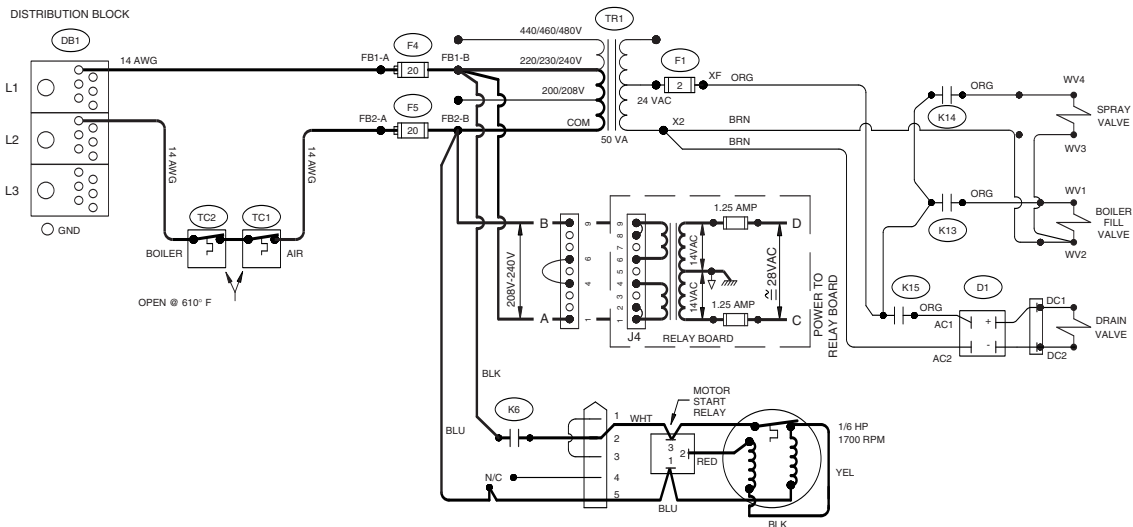 DISTRIBUTION BLOCK
DB1
L1
L2
L3
GND
14 AWG
14 AWG
14 AWG
TC2
TC1
BOILER
AIR
OPEN @ 610° F
FB1-A
F4
20
FB1-B
FB2-A
F5
20
FB2-B
440/460/480V
220/230/240V
200/208V
COM
TR1
24 VAC
50 VA
F1
2
XF
ORG
X2
BRN
BRN
ORG
K14
WV4
SPRAY
VALVE
WV3
ORG
K13
WV1
BOILER
FILL
VALVE
WV2
K15
ORG
D1
AC1
AC2
+
-
DC1
DC2
DRAIN
VALVE
B
A
208V-240V
9
6
4
1
9
8
7
6
5
4
3
2
1
J4
RELAY BOARD
14VAC
14VAC
1.25 AMP
1.25 AMP
≈28VAC
D
C
POWER TO
RELAY BOARD
BLK
BLU
K6
N/C
1
2
3
4
5
WHT
MOTOR
START
RELAY
3
2
1
RED
BLU
1/6 HP
1700 RPM
YEL
BLK